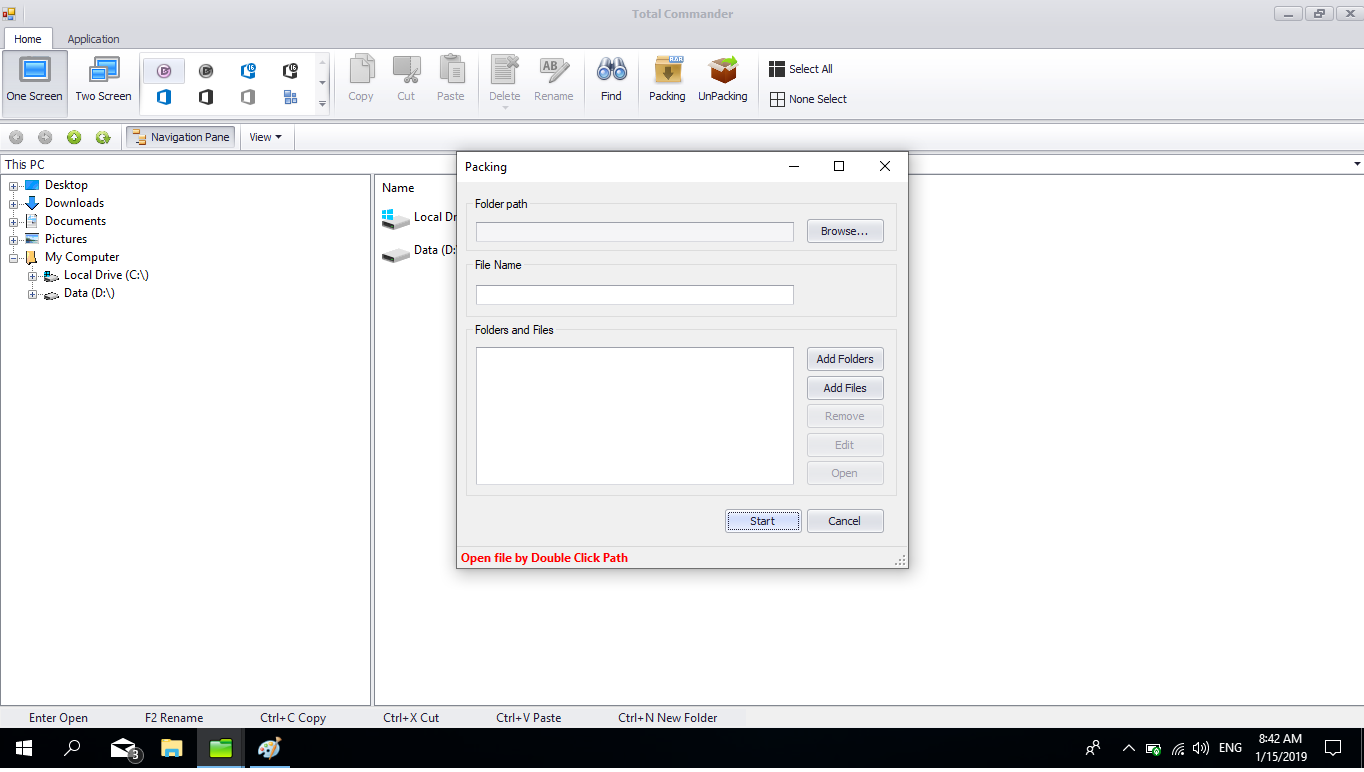 Total Commander
Home Application
One Screen Two Screen Copy Cut Paste Delete Rename Find Packing UnPacking
Select All
None Select
Navigation Pane View
This PC
Desktop
Downloads
Documents
Pictures
My Computer
Local Drive (C:\)
Data (D:\)
Name
Local Dr
Data (D:
Packing
Folder path
Browse...
File Name
Folders and Files
Add Folders
Add Files
Remove
Edit
Open
Start Cancel
Open file by Double Click Path
Enter Open F2 Rename Ctrl+C Copy Ctrl+X Cut Ctrl+V Paste Ctrl+N New Folder
3
ENG
8:42 AM
1/15/2019